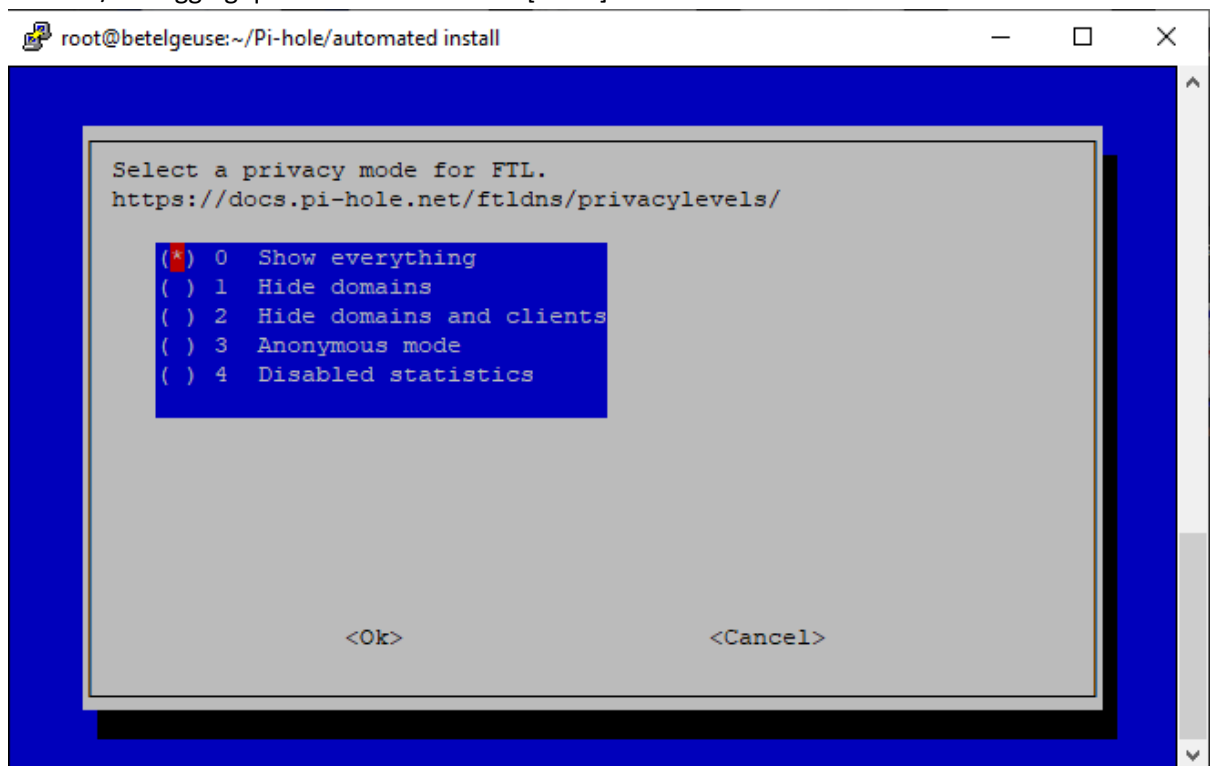 root@betelgeuse:~/Pi-hole/automated install
Select a privacy mode for FTL.
https://docs.pi-hole.net/ftldns/privacylevels/
(*) 0 Show everything
( ) 1 Hide domains
( ) 2 Hide domains and clients
( ) 3 Anonymous mode
( ) 4 Disabled statistics
<Ok> <Cancel>